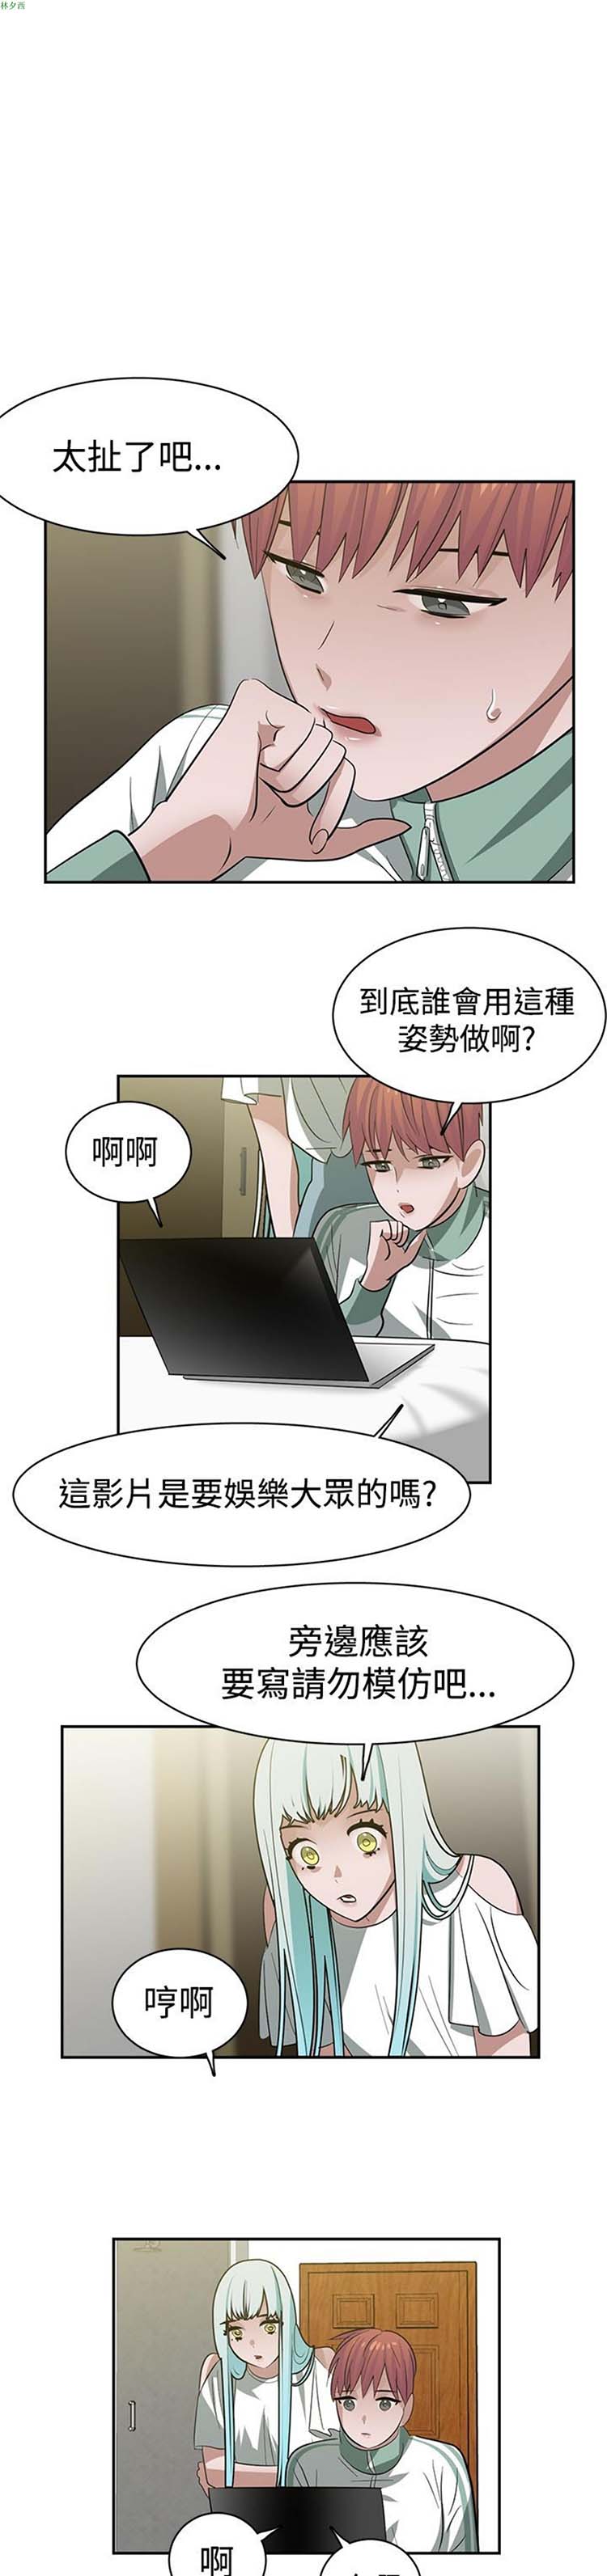 林夕茜
太扯了吧...
到底誰會用這種
姿勢做啊?
啊啊
這影片是要娛樂大眾的嗎?
旁邊應該
要寫請勿模仿吧...
哼啊
啊